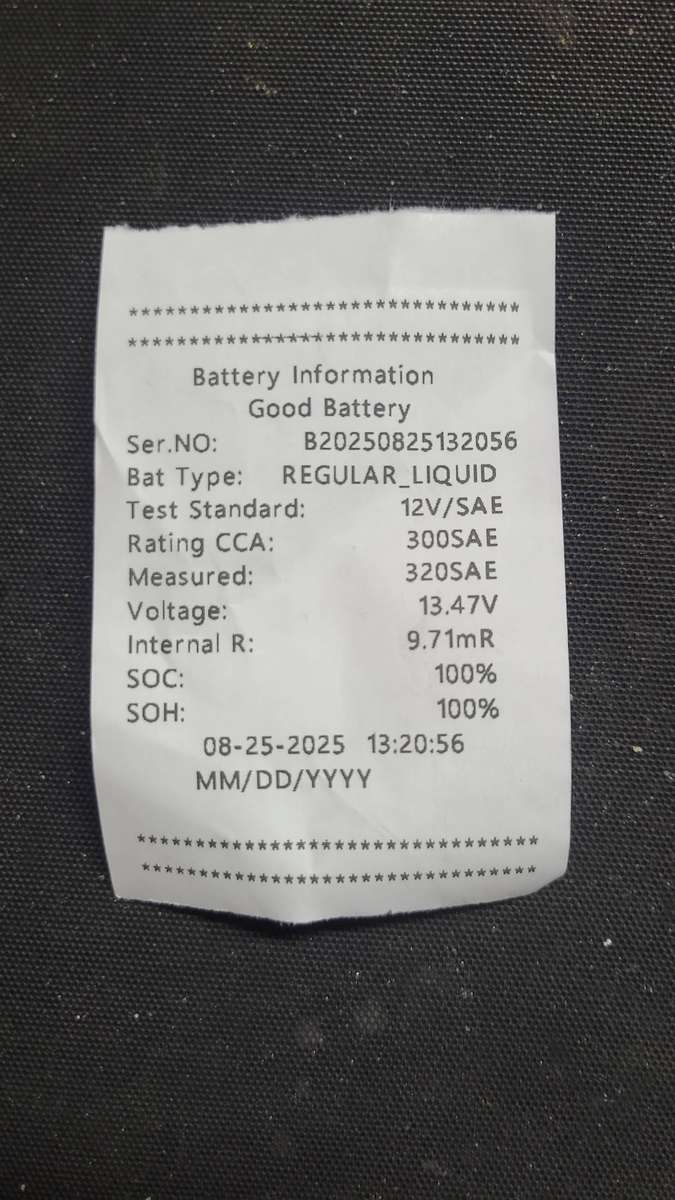 ********************************
********************************
Battery Information
Good Battery
Ser.NO: B20250825132056
Bat Type: REGULAR_LIQUID
Test Standard: 12V/SAE
Rating CCA: 300SAE
Measured: 320SAE
Voltage: 13.47V
Internal R: 9.71mR
SOC: 100%
SOH: 100%
08-25-2025 13:20:56
MM/DD/YYYY
********************************
********************************